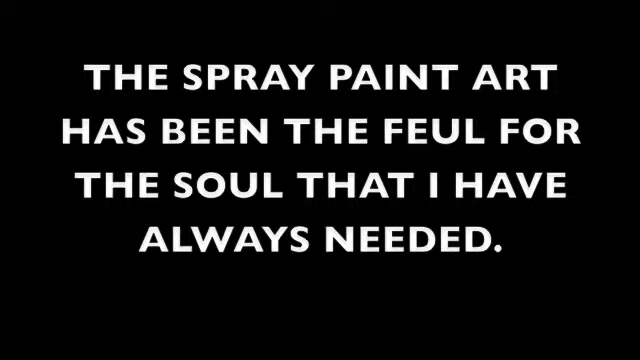 THE SPRAY PAINT ART
HAS BEEN THE FEUL FOR
THE SOUL THAT I HAVE
ALWAYS NEEDED.